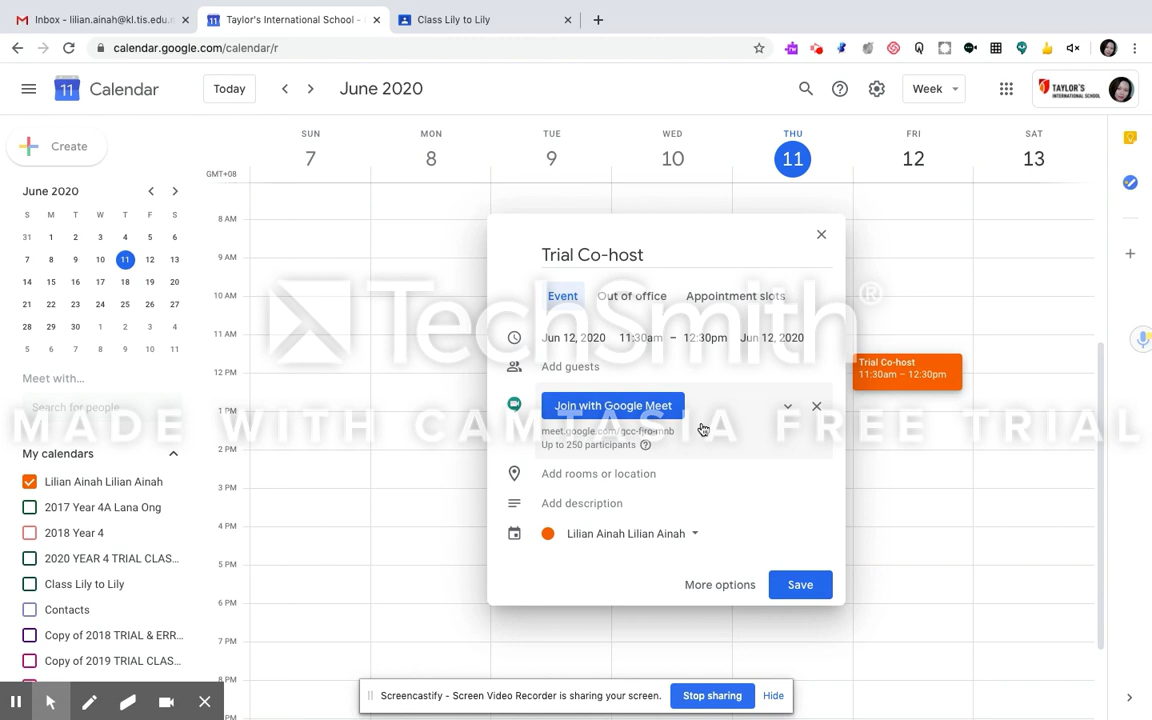 Inbox - lilian.ainah@kl.tis.edu.m
Taylor's International School -
Class Lily to Lily
calendar.google.com/calendar/r
11
Calendar
Today
June 2020
Week
TAYLOR'S
INTERNATIONAL SCHOOL
Create
SUN
MON
TUE
WED
THU
FRI
SAT
7
8
9
10
11
12
13
GMT+08
June 2020
S M T W T F S
31 1 2 3 4 5 6
7 8 9 10 11 12 13
14 15 16 17 18 19 20
21 22 23 24 25 26 27
28 29 30 1 2 3 4
5 6 7 8 9 10 11
Meet with...
Search for people
My calendars
Lilian Ainah Lilian Ainah
2017 Year 4A Lana Ong
2018 Year 4
2020 YEAR 4 TRIAL CLAS...
Class Lily to Lily
Contacts
Copy of 2018 TRIAL & ERR...
Copy of 2019 TRIAL CLAS...
8 AM
9 AM
10 AM
11 AM
12 PM
1 PM
2 PM
3 PM
4 PM
5 PM
6 PM
7 PM
8 PM
PM
Trial Co-host
Event
Out of office
Appointment slots
Jun 12, 2020 11:30am – 12:30pm Jun 12, 2020
Add guests
Join with Google Meet
Up to 250 participants
Add rooms or location
Add description
Lilian Ainah Lilian Ainah
More options
Save
Trial Co-host
11:30am – 12:30pm
TechSmith®
MADE WITH CAMTASIA FREE TRIAL
Screencastify - Screen Video Recorder is sharing your screen.
Stop sharing
Hide